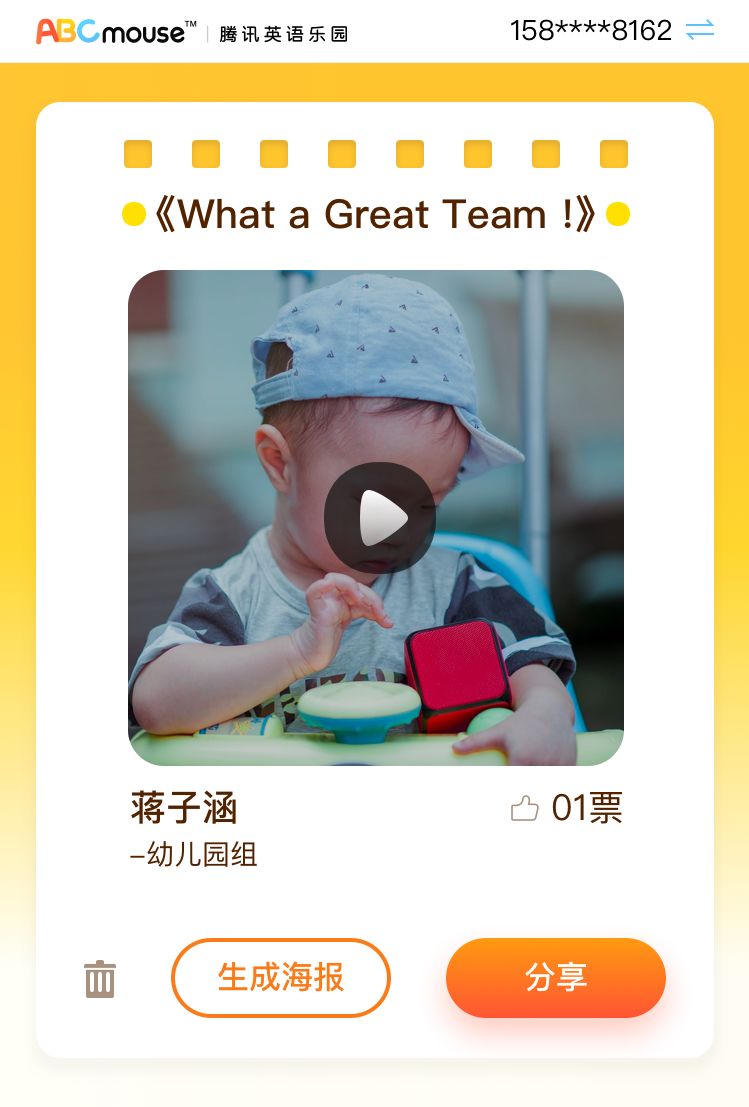 ABCmouse™ | 腾讯英语乐园
158****8162
《What a Great Team !》
蒋子涵
01票
–幼儿园组
生成海报
分享